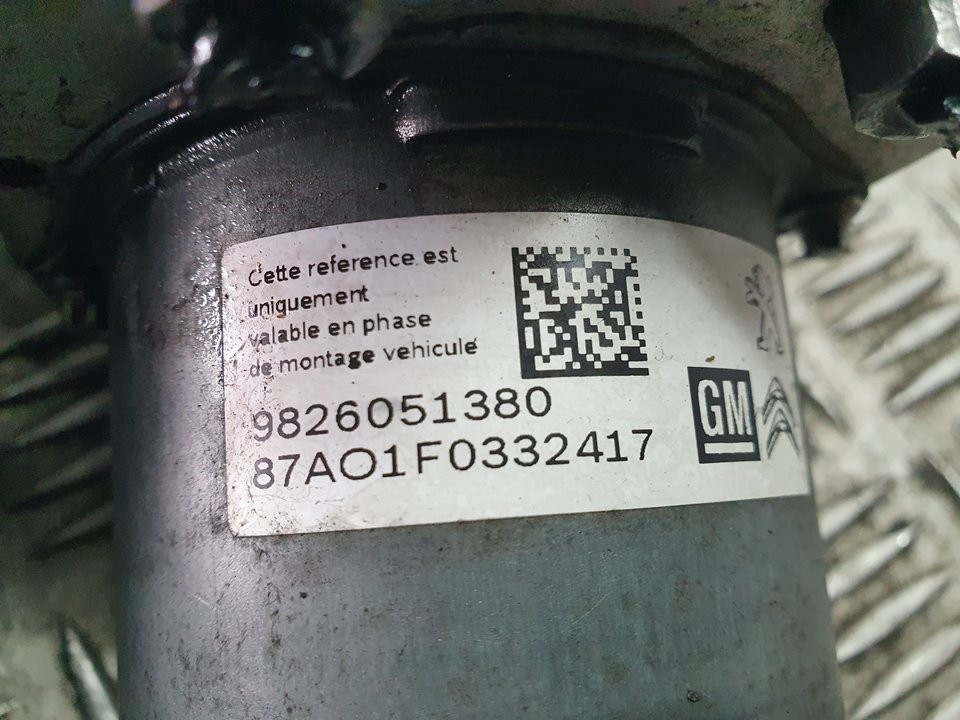 Cette reference est
uniquement
valable en phase
de montage vehicule
9826051380
87AO1F0332417
GM